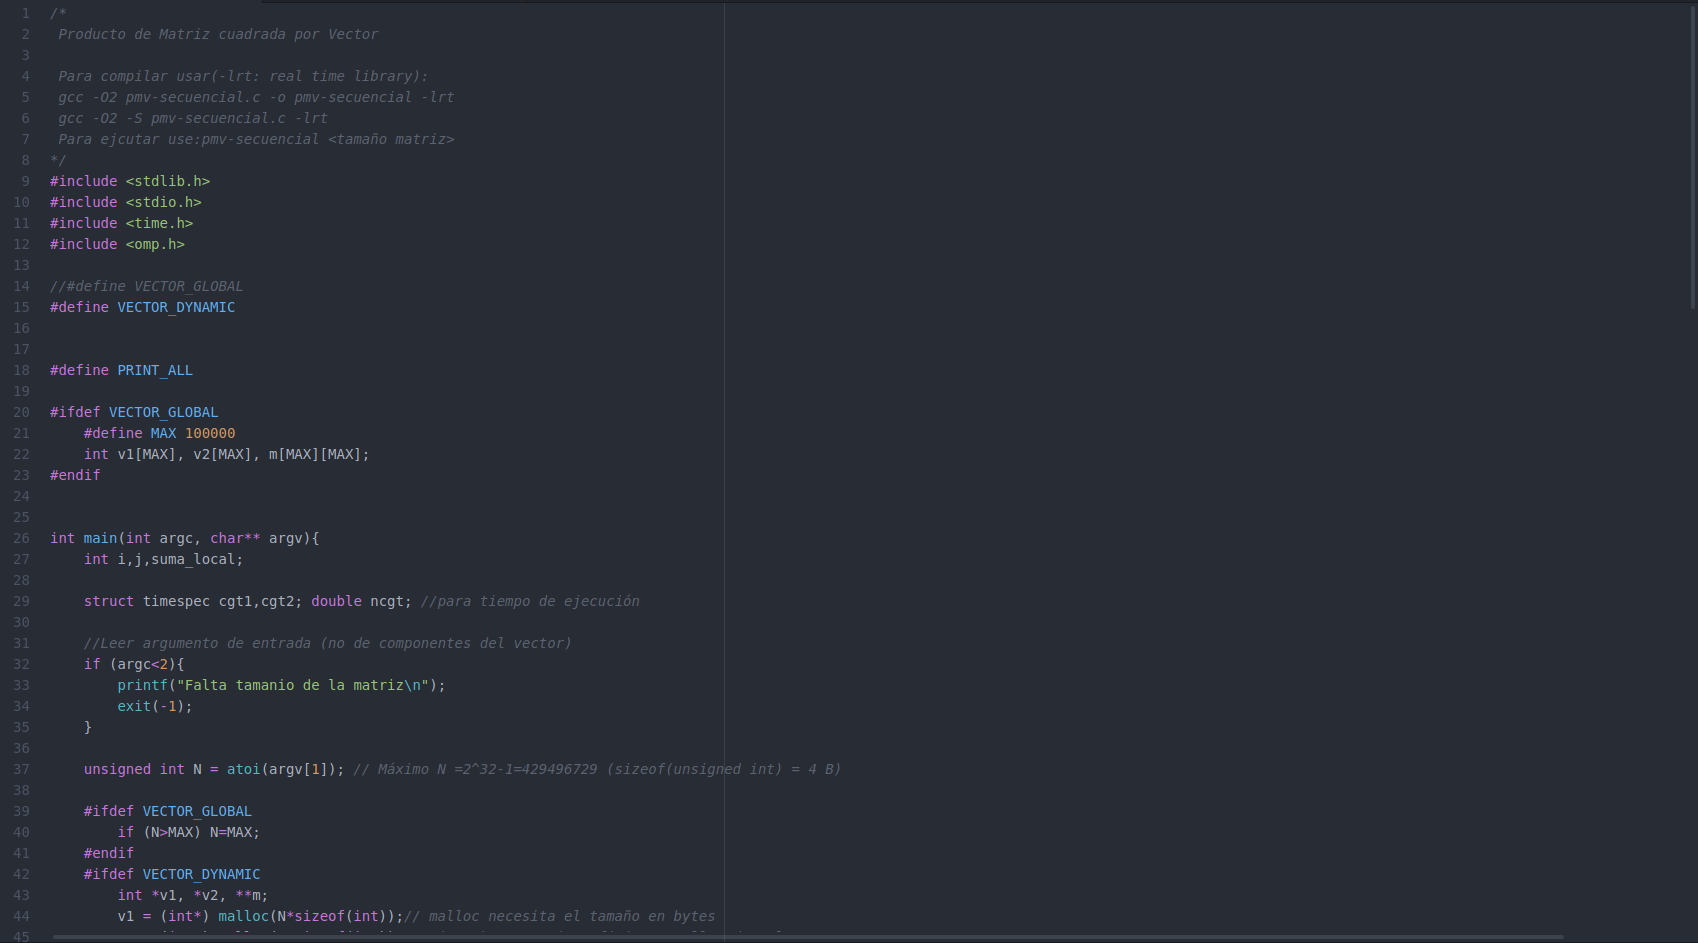 1 /*
2 Producto de Matriz cuadrada por Vector
3
4 Para compilar usar(-lrt: real time library):
5 gcc -O2 pmv-secuencial.c -o pmv-secuencial -lrt
6 gcc -O2 -S pmv-secuencial.c -lrt
7 Para ejcutar use:pmv-secuencial <tamaño matriz>
8 */
9 #include <stdlib.h>
10 #include <stdio.h>
11 #include <time.h>
12 #include <omp.h>
13
14 //#define VECTOR_GLOBAL
15 #define VECTOR_DYNAMIC
16
17
18 #define PRINT_ALL
19
20 #ifdef VECTOR_GLOBAL
21 #define MAX 100000
22 int v1[MAX], v2[MAX], m[MAX][MAX];
23 #endif
24
25
26 int main(int argc, char** argv){
27 int i,j,suma_local;
28
29 struct timespec cgt1,cgt2; double ncgt; //para tiempo de ejecución
30
31 //Leer argumento de entrada (no de componentes del vector)
32 if (argc<2){
33 printf("Falta tamanio de la matriz\n");
34 exit(-1);
35 }
36
37 unsigned int N = atoi(argv[1]); // Máximo N =2^32-1=429496729 (sizeof(unsigned int) = 4 B)
38
39 #ifdef VECTOR_GLOBAL
40 if (N>MAX) N=MAX;
41 #endif
42 #ifdef VECTOR_DYNAMIC
43 int *v1, *v2, **m;
44 v1 = (int*) malloc(N*sizeof(int));// malloc necesita el tamaño en bytes
45